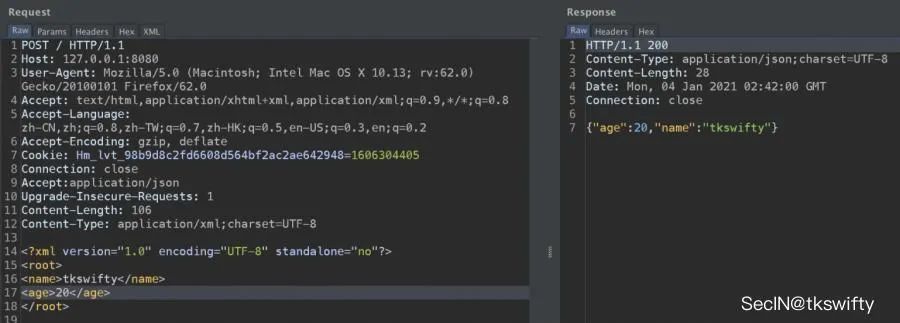 Request
Raw Params Headers Hex XML
1 POST / HTTP/1.1
2 Host: 127.0.0.1:8080
3 User-Agent: Mozilla/5.0 (Macintosh; Intel Mac OS X 10.13; rv:62.0)
Gecko/20100101 Firefox/62.0
4 Accept: text/html,application/xhtml+xml,application/xml;q=0.9,*/*;q=0.8
5 Accept-Language:
zh-CN,zh;q=0.8,zh-TW;q=0.7,zh-HK;q=0.5,en-US;q=0.3,en;q=0.2
6 Accept-Encoding: gzip, deflate
7 Cookie: Hm_lvt_98b9d8c2fd6608d564bf2ac2ae642948=1606304405
8 Connection: close
9 Accept:application/json
10 Upgrade-Insecure-Requests: 1
11 Content-Length: 106
12 Content-Type: application/xml;charset=UTF-8
13
14 <?xml version="1.0" encoding="UTF-8" standalone="no"?>
15 <root>
16 <name>tkswifty</name>
17 <age>20</age>
18 </root>
19
Response
Raw Headers Hex
1 HTTP/1.1 200
2 Content-Type: application/json;charset=UTF-8
3 Content-Length: 28
4 Date: Mon, 04 Jan 2021 02:42:00 GMT
5 Connection: close
6
7 {"age":20,"name":"tkswifty"}
SecIN@tkswifty